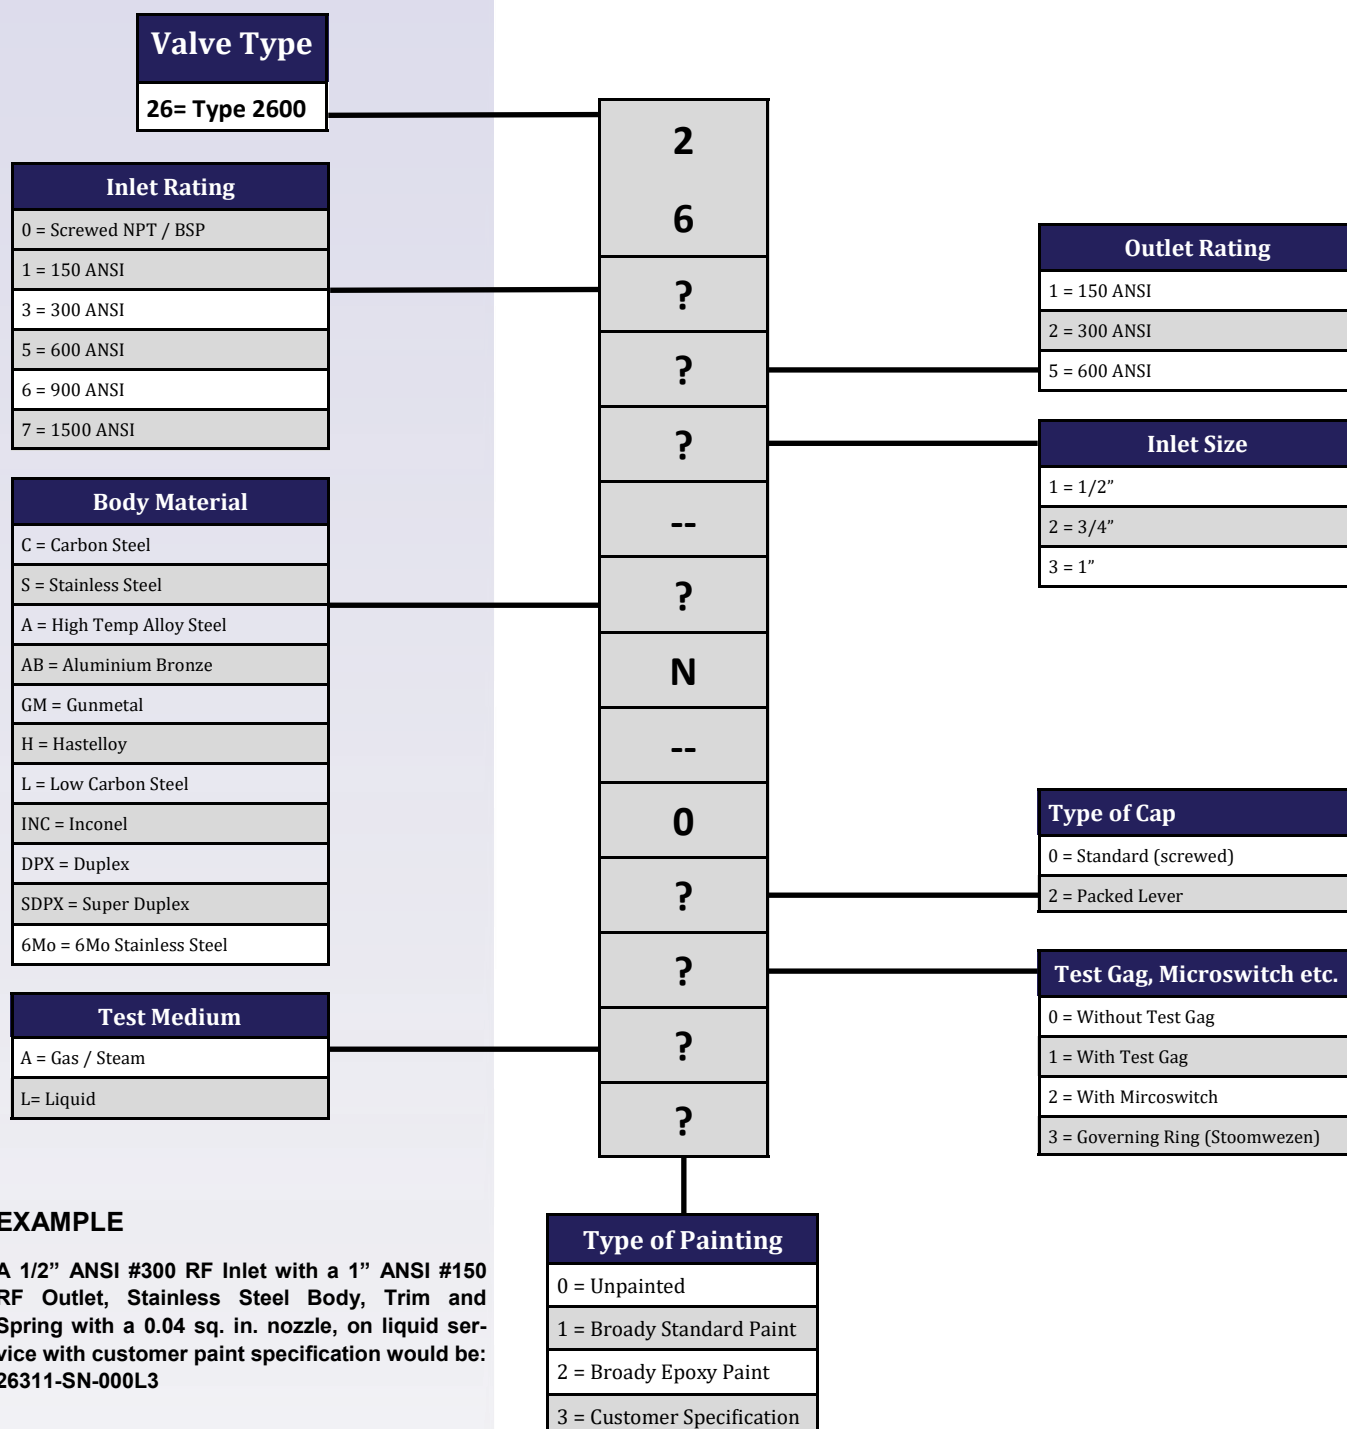 Valve Type
26= Type 2600
Inlet Rating
0 = Screwed NPT / BSP
1 = 150 ANSI
3 = 300 ANSI
5 = 600 ANSI
6 = 900 ANSI
7 = 1500 ANSI
Body Material
C = Carbon Steel
S = Stainless Steel
A = High Temp Alloy Steel
AB = Aluminium Bronze
GM = Gunmetal
H = Hastelloy
L = Low Carbon Steel
INC = Inconel
DPX = Duplex
SDPX = Super Duplex
6Mo = 6Mo Stainless Steel
Test Medium
A = Gas / Steam
L= Liquid
2
6
?
?
?
--
?
N
--
0
?
?
?
?
Outlet Rating
1 = 150 ANSI
2 = 300 ANSI
5 = 600 ANSI
Inlet Size
1 = 1/2”
2 = 3/4”
3 = 1”
Type of Cap
0 = Standard (screwed)
2 = Packed Lever
Test Gag, Microswitch etc.
0 = Without Test Gag
1 = With Test Gag
2 = With Mircoswitch
3 = Governing Ring (Stoomwezen)
Type of Painting
0 = Unpainted
1 = Broady Standard Paint
2 = Broady Epoxy Paint
3 = Customer Specification
EXAMPLE
A 1/2” ANSI #300 RF Inlet with a 1” ANSI #150
RF Outlet, Stainless Steel Body, Trim and
Spring with a 0.04 sq. in. nozzle, on liquid ser-
vice with customer paint specification would be:
26311-SN-000L3